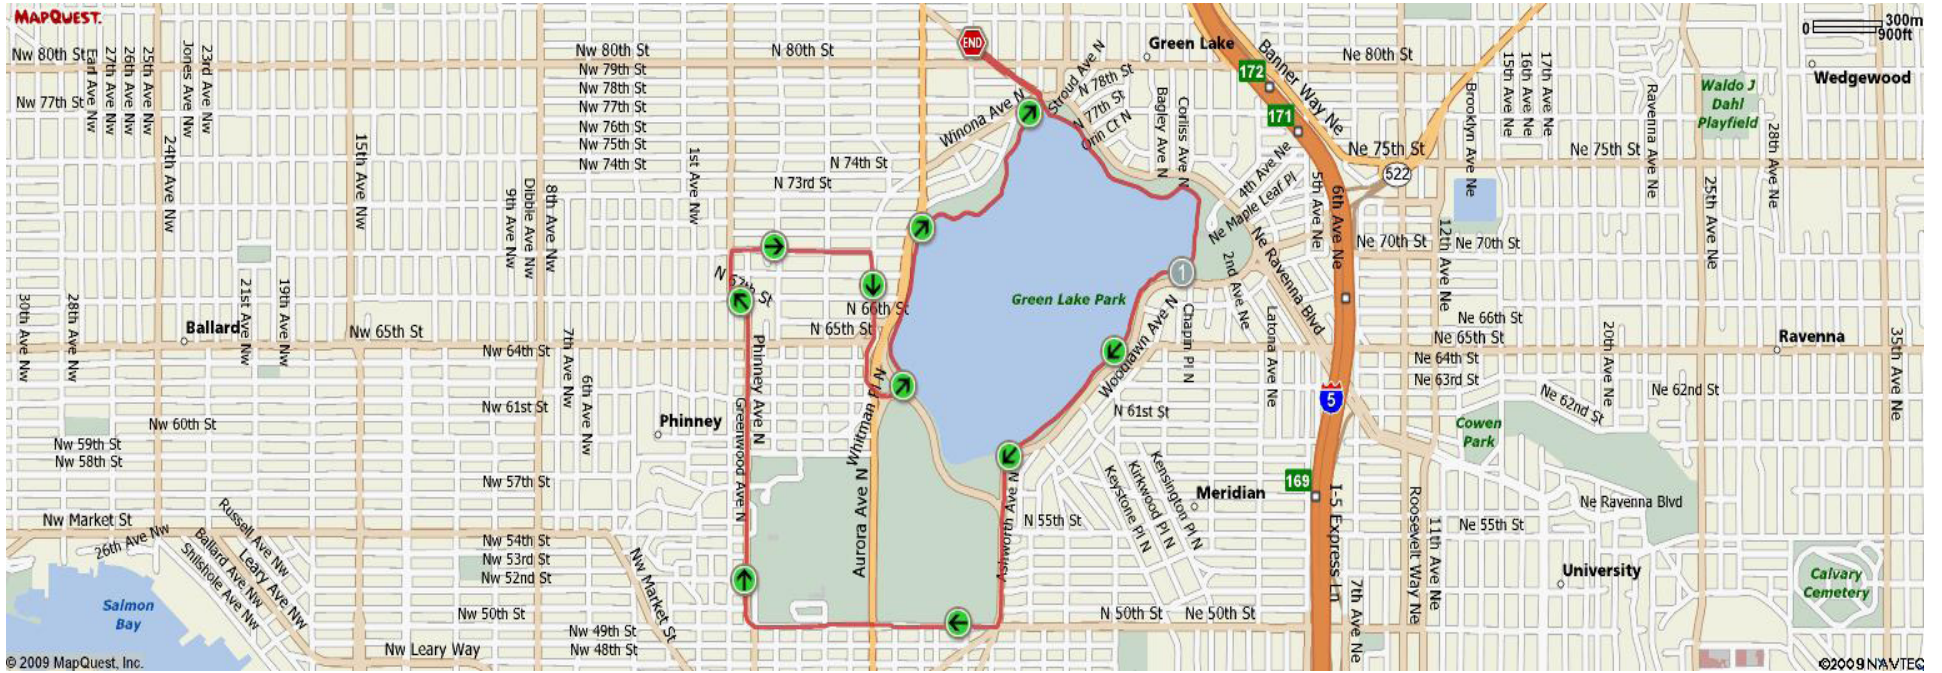 MAPQUEST.
END
Green Lake
300m
0
900ft
Nw 80th St
Nw 80th St
N 80th St
Ne 80th St
Banner Way Ne
172
171
Wedgewood
Earl Ave Nw
27th Ave Nw
26th Ave Nw
25th Ave Nw
Jones Ave Nw
23rd Ave Nw
Nw 79th St
Nw 78th St
Nw 77th St
Nw 77th St
Nw 76th St
Nw 75th St
Nw 74th St
Stroud Ave N
N 78th St
N 77th St
Orin Ct N
Winona Ave N
Bagley Ave N
Corliss Ave N
Brooklyn Ave Ne
15th Ave Ne
16th Ave Ne
17th Ave Ne
Ravenna Ave Ne
Waldo J
Dahl
Playfield
28th Ave Ne
24th Ave Nw
15th Ave Nw
1st Ave Nw
N 74th St
N 73rd St
Ne 75th St
Ne 75th St
522
9th Ave Nw
Dibble Ave Nw
8th Ave Nw
4th Ave Ne
Ne Maple Leaf Pl
5th Ave Ne
6th Ave Ne
12th Ave Ne
25th Ave Ne
Ne 70th St
Ne 70th St
Ne Ravenna Blvd
2nd Ave Ne
1
Green Lake Park
30th Ave Nw
28th Ave Nw
21st Ave Nw
19th Ave Nw
Ballard
Nw 65th St
N 66th St
N 65th St
Nw 64th St
7th Ave Nw
6th Ave Nw
Phinney Ave N
Greenwood Ave N
Whitman Pl N
Woodlawn Ave N
Chapin Pl N
Latona Ave Ne
Ne 66th St
Ne 65th St
Ne 64th St
Ne 63rd St
20th Ave Ne
Ravenna
35th Ave Ne
Ne 62nd St
Ne 62nd St
5
Nw 61st St
N 61st St
Nw 60th St
Phinney
Cowen
Park
Nw 59th St
Nw 58th St
Nw 57th St
Aurora Ave N
Ashworth Ave N
Keystone Pl N
Kirkwood Pl N
Kensington Pl N
169
Meridian
I-5 Express Ln
Roosevelt Way Ne
11th Ave Ne
Ne Ravenna Blvd
N 55th St
Ne 55th St
Nw Market St
26th Ave Nw
Russell Ave Nw
Leary Ave Nw
Ballard Ave Nw
Shilshole Ave Nw
Nw 54th St
Nw 53rd St
Nw 52nd St
Nw Market St
University
Calvary
Cemetery
Salmon
Bay
7th Ave Ne
Nw 50th St
N 50th St
Ne 50th St
Nw 49th St
Nw 48th St
Nw Leary Way
© 2009 MapQuest, Inc.
©2009 NAVTEQ